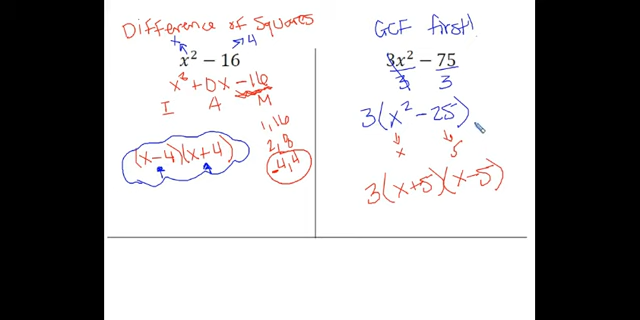 Difference of Squares
x 4
x² − 16
x² + 0x − 16
I A M
1, 16
2, 8
-4, 4
(x − 4)(x + 4)
GCF first!
3x² − 75
3 3
3(x² − 25)
x 5
3(x + 5)(x − 5)